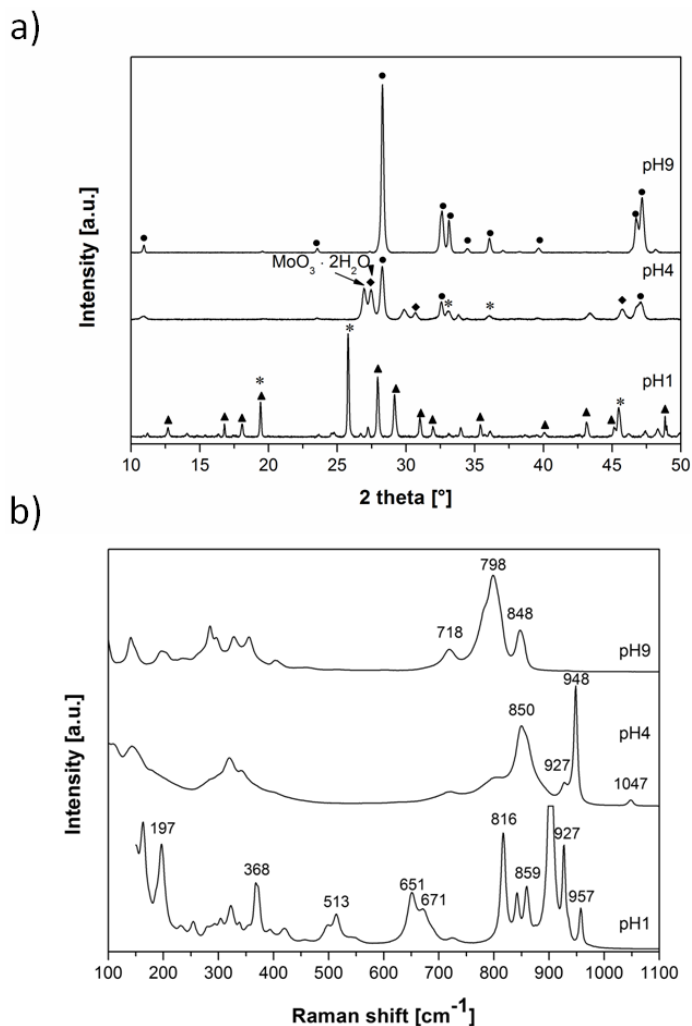 a)
Intensity [a.u.]
pH9
MoO₃ · 2H₂O
pH4
*
*
*
*
pH1
*
10 15 20 25 30 35 40 45 50
2 theta [°]
b)
Intensity [a.u.]
798
718
848
pH9
948
850
pH4
927
1047
816
927
197
368
859
651
671
513
957
pH1
100 200 300 400 500 600 700 800 900 1000 1100
Raman shift [cm⁻¹]